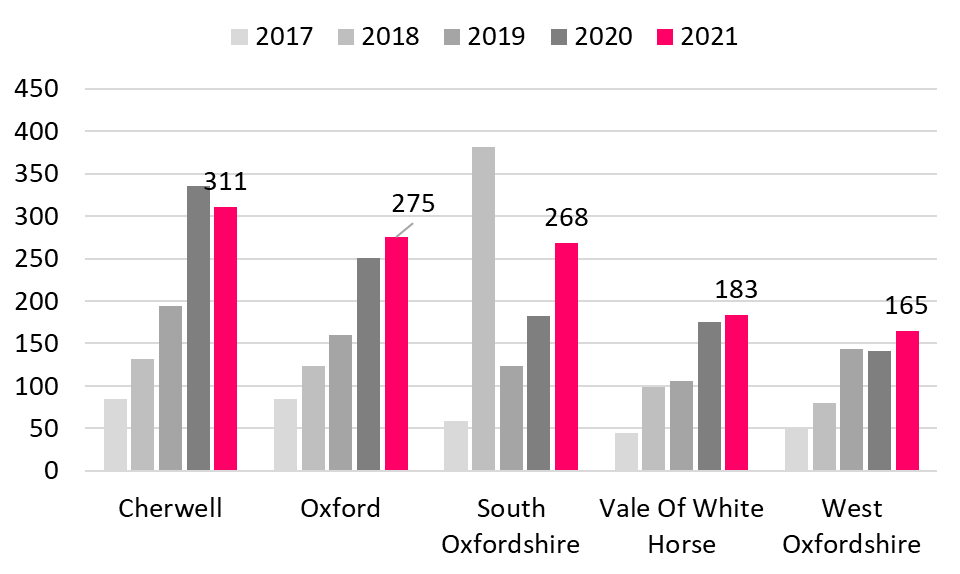 2017 2018 2019 2020 2021
450
400
350
300
250
200
150
100
50
0
311
275
268
183
165
Cherwell
Oxford
South
Oxfordshire
Vale Of White
Horse
West
Oxfordshire